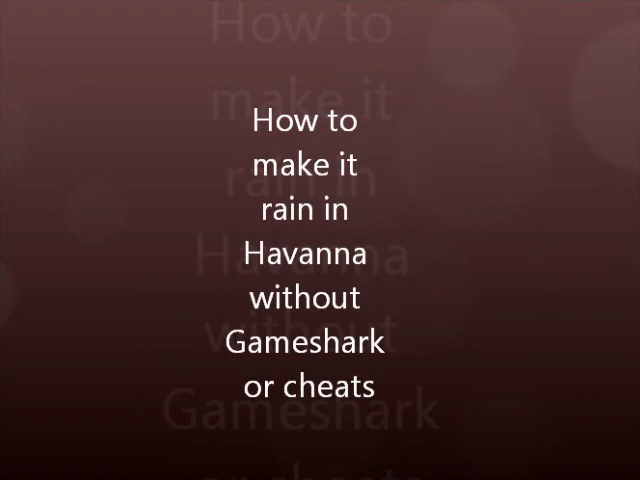 How to
make it
rain in
Havanna
without
Gameshark
or cheats